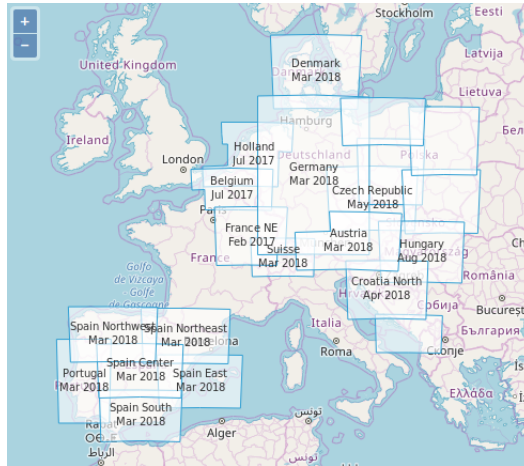 +
−
Stockholm
Eesti
Latvija
United Kingdom
Denmark
Mar 2018
Lietuva
Ireland
Hamburg
Holland
Jul 2017
Deutschland
London
Germany
Mar 2018
Belgium
Jul 2017
Czech Republic
May 2018
Paris
France NE
Feb 2017
Austria
Mar 2018
Hungary
Aug 2018
Suisse
Mar 2018
France
Golfo
de Vizcaya
Golfe
de Gascogne
România
Croatia North
Apr 2018
Србија
București
България
Italia
Roma
Spain Northwest
Mar 2018
Spain Northeast
Mar 2018
Spain Center
Mar 2018
Portugal
Mar 2018
Spain East
Mar 2018
Spain South
Mar 2018
Ελλάς
Alger
تونس
الرباط